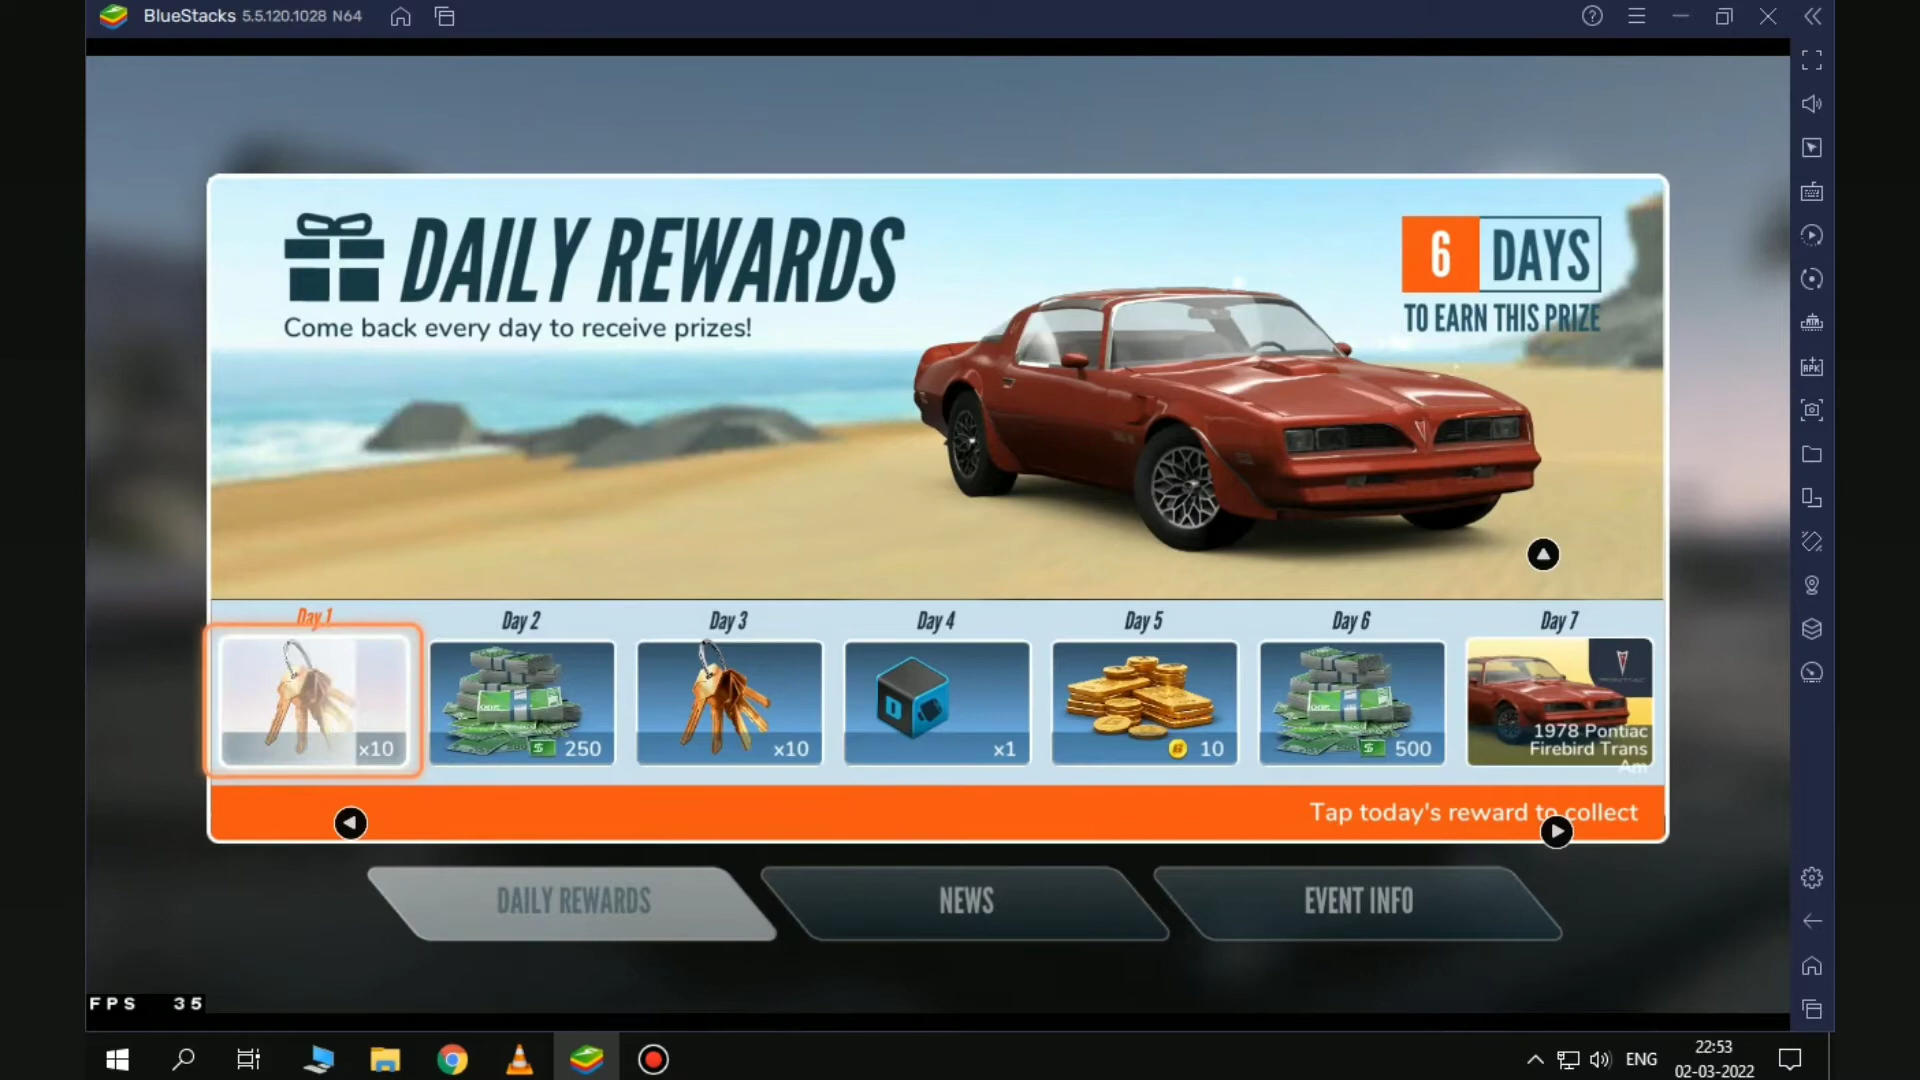 BlueStacks 5.5.120.1028 N64
DAILY REWARDS
Come back every day to receive prizes!
6 DAYS
TO EARN THIS PRIZE
Day 1
Day 2
Day 3
Day 4
Day 5
Day 6
Day 7
x10
250
x10
D
x1
10
500
1978 Pontiac
Firebird Trans
Am
Tap today's reward to collect
DAILY REWARDS
NEWS
EVENT INFO
FPS 35
ENG
22:53
02-03-2022